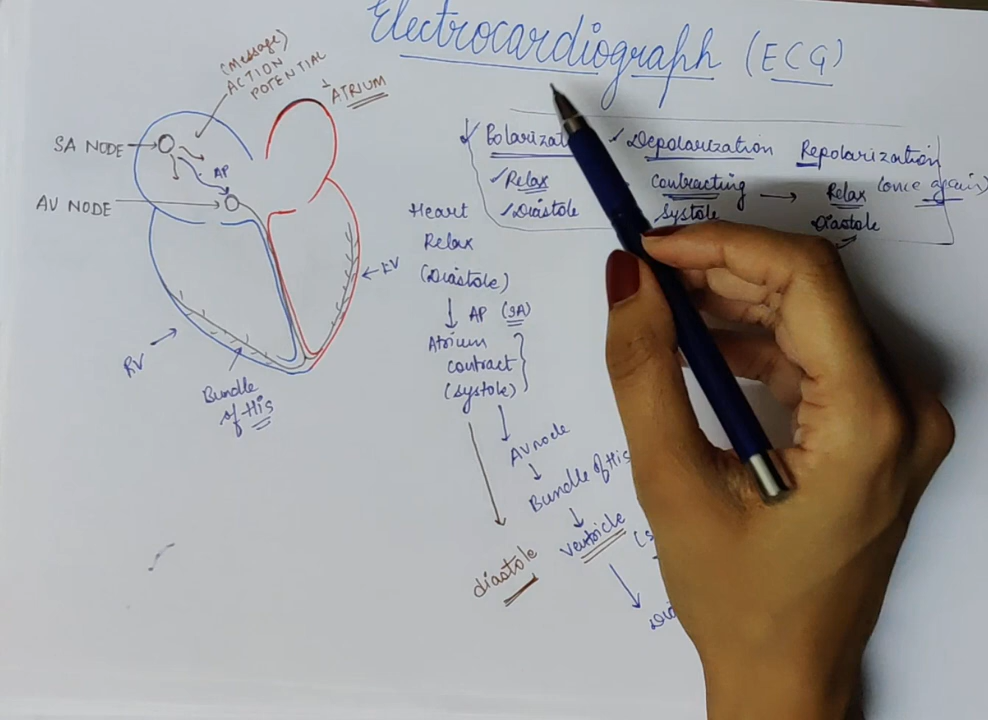 Electrocardiograph (ECG)
(Message)
ACTION
POTENTIAL
ATRIUM
SA NODE
AP
AV NODE
RV
Bundle
of His
Depolarization Repolarization
Relax Contracting Relax (once again)
Diastole Systole Diastole
Heart
Relax
(Diastole)
AP (SA)
Atrium
contract
(systole)
AV node
Bundle of His
Ventricle
diastole